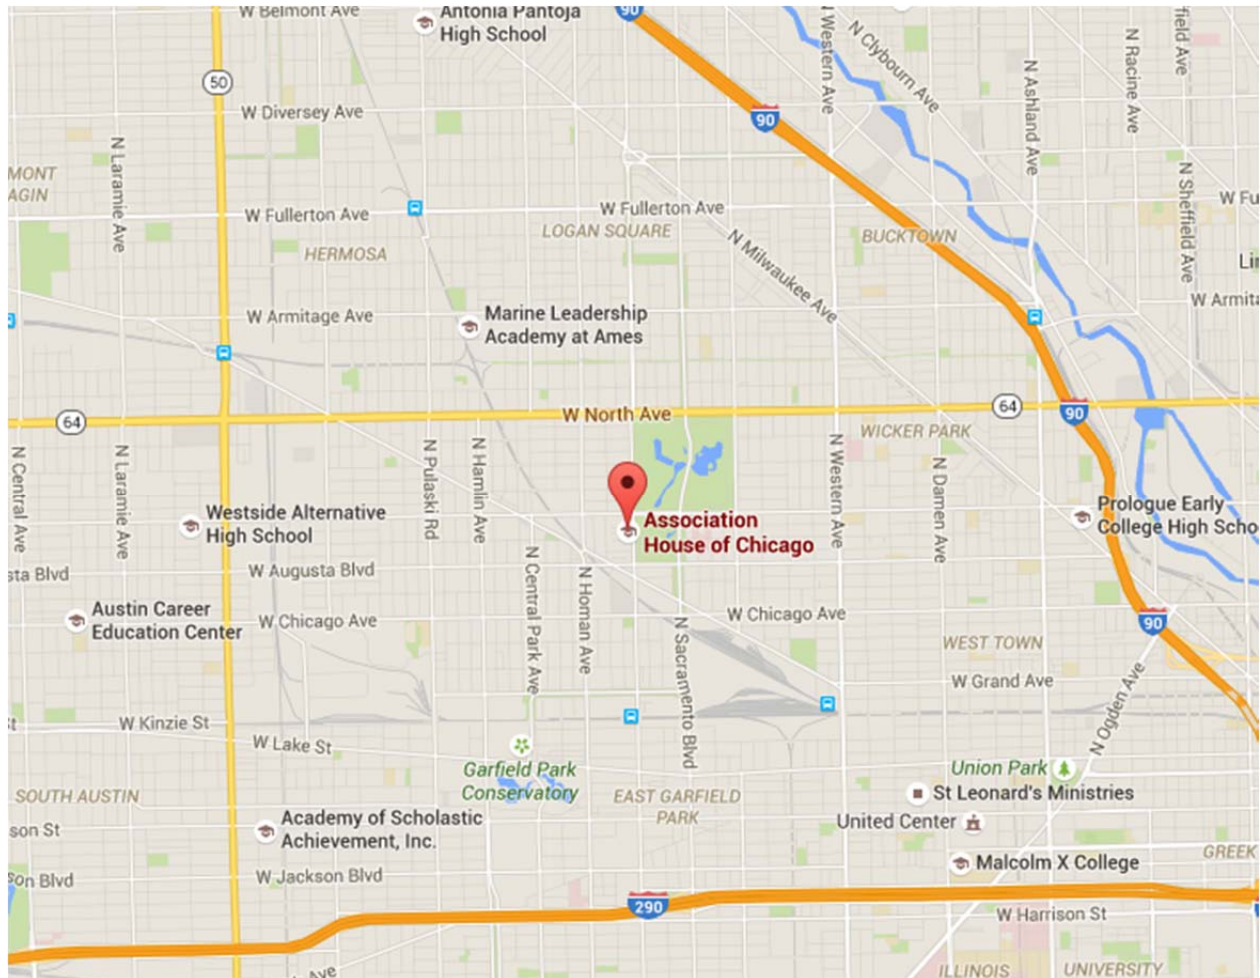 W Belmont Ave
Antonia Pantoja
High School
90
N Western Ave
N Clybourn Ave
N Racine Ave
field Ave
50
N Ashland Ave
W Diversey Ave
90
N Laramie Ave
MONT
AGIN
N Sheffield Ave
W Fullerton Ave
W Fullerton Ave
W Fu
LOGAN SQUARE
BUCKTOWN
HERMOSA
N Milwaukee Ave
Lin
W Armitage Ave
Marine Leadership
Academy at Ames
W Armita
64
W North Ave
64
90
WICKER PARK
N Central Ave
N Laramie Ave
N Pulaski Rd
N Hamlin Ave
N Western Ave
N Damen Ave
Westside Alternative
High School
Association
House of Chicago
Prologue Early
College High Scho
sta Blvd
W Augusta Blvd
N Central Park Ave
N Homan Ave
Austin Career
Education Center
W Chicago Ave
W Chicago Ave
90
N Sacramento Blvd
WEST TOWN
W Grand Ave
N Ogden Ave
St
W Kinzie St
W Lake St
Garfield Park
Conservatory
Union Park
SOUTH AUSTIN
EAST GARFIELD
PARK
St Leonard's Ministries
son St
Academy of Scholastic
Achievement, Inc.
United Center
GREEK
son Blvd
W Jackson Blvd
Malcolm X College
290
W Harrison St
Ave
ILLINOIS
UNIVERSITY